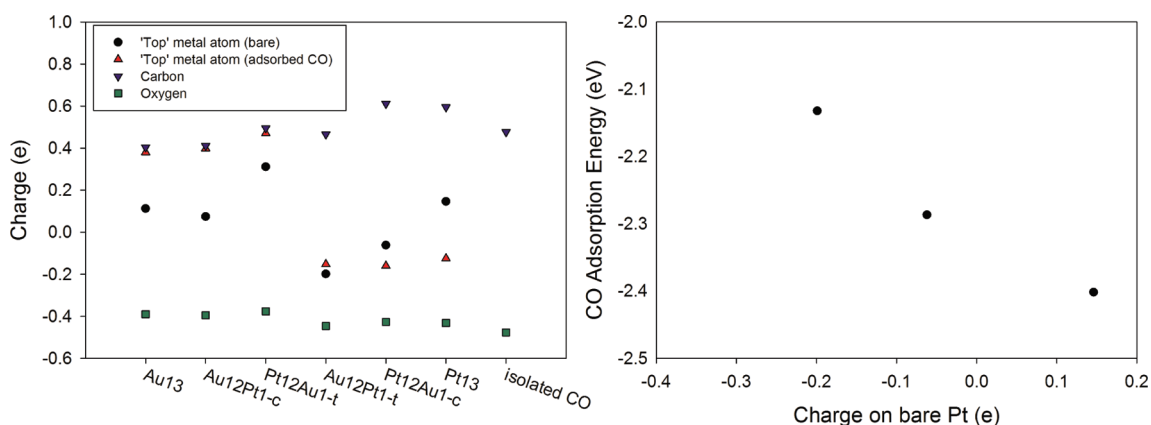 1.0
0.8
0.6
0.4
0.2
0.0
-0.2
-0.4
-0.6
Charge (e)
'Top' metal atom (bare)
'Top' metal atom (adsorbed CO)
Carbon
Oxygen
Au13
Au12Pt1-c
Pt12Au1-t
Au12Pt1-t
Pt12Au1-c
Pt13
isolated CO
-2.0
-2.1
-2.2
-2.3
-2.4
-2.5
CO Adsorption Energy (eV)
-0.4 -0.3 -0.2 -0.1 0.0 0.1 0.2
Charge on bare Pt (e)